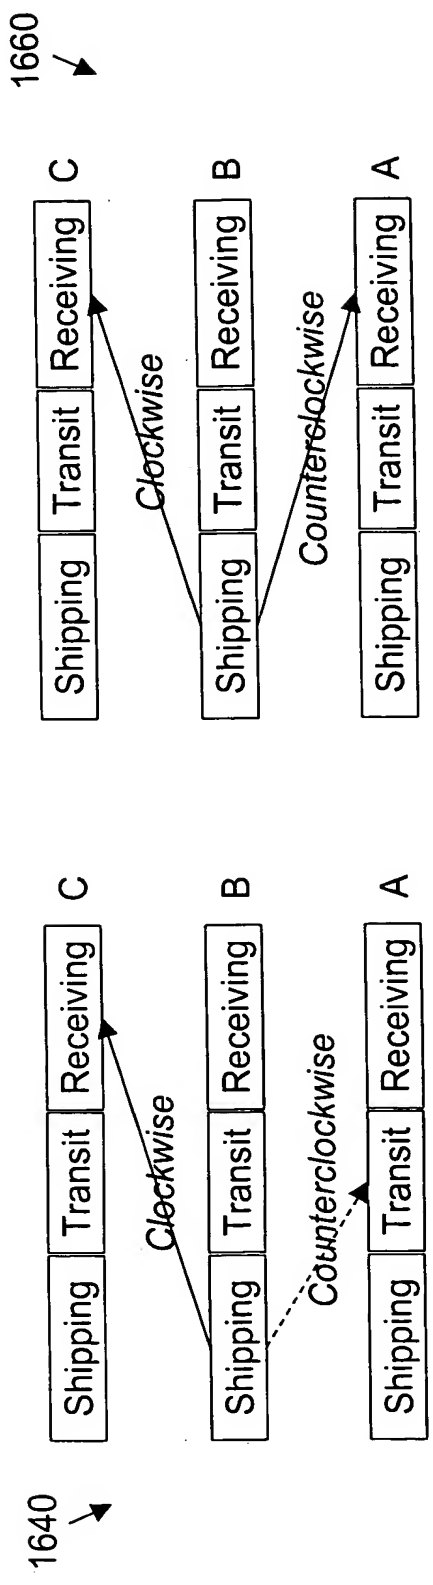 1640
Shipping Transit Receiving C
Clockwise
Shipping Transit Receiving B
Counterclockwise
Shipping Transit Receiving A
1660
Shipping Transit Receiving C
Clockwise
Shipping Transit Receiving B
Counterclockwise
Shipping Transit Receiving A